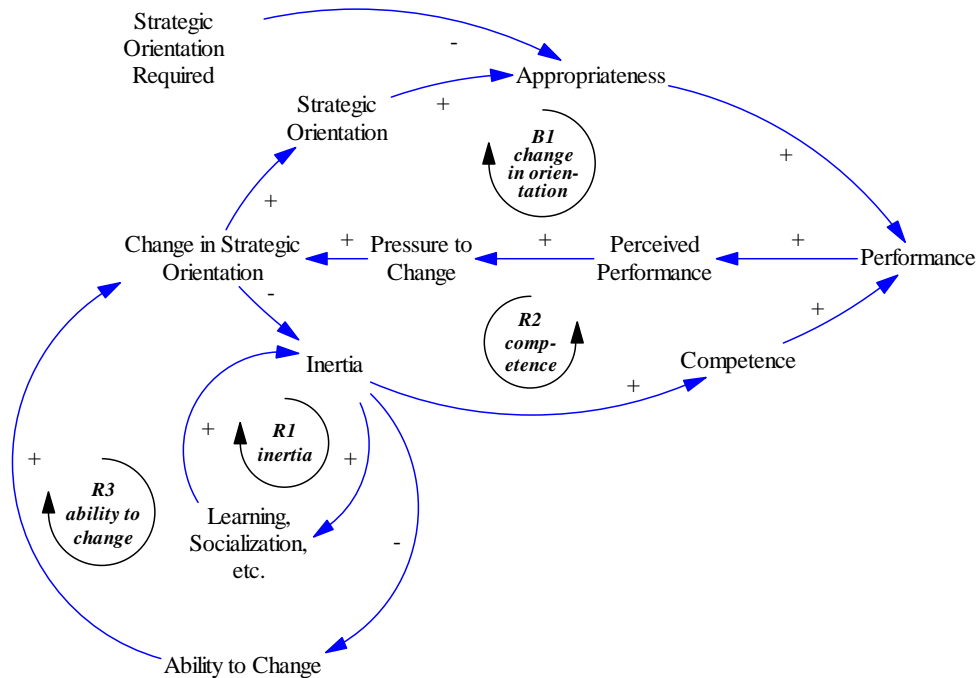 Strategic
Orientation
Required
-
Appropriateness
Strategic
Orientation
+
B1
change
in orien-
tation
+
+
Change in Strategic
Orientation
+
Pressure to
Change
+
Perceived
Performance
+
Performance
-
R2
comp-
etence
+
Inertia
Competence
+
+
R1
inertia
+
+
R3
ability to
change
Learning,
Socialization,
etc.
-
Ability to Change